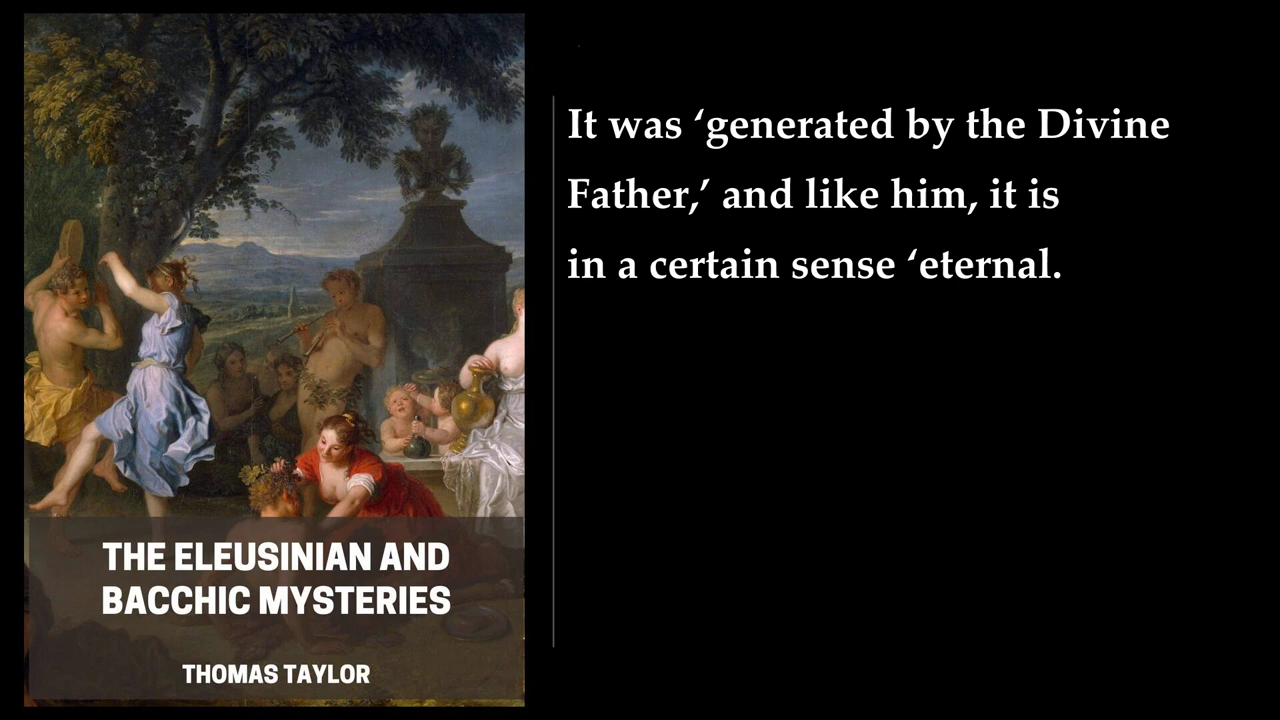 It was ‘generated by the Divine
Father,’ and like him, it is
in a certain sense ‘eternal.
THE ELEUSINIAN AND
BACCHIC MYSTERIES
THOMAS TAYLOR